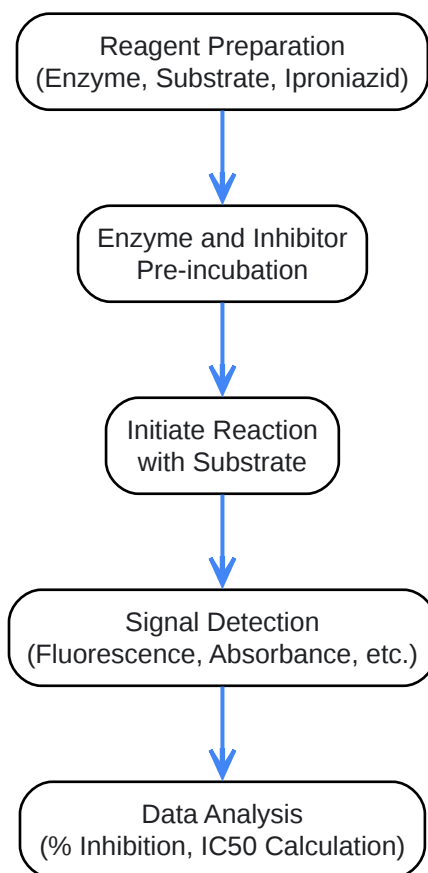 Reagent Preparation
(Enzyme, Substrate, Iproniazid)
Enzyme and Inhibitor
Pre-incubation
Initiate Reaction
with Substrate
Signal Detection
(Fluorescence, Absorbance, etc.)
Data Analysis
(% Inhibition, IC50 Calculation)